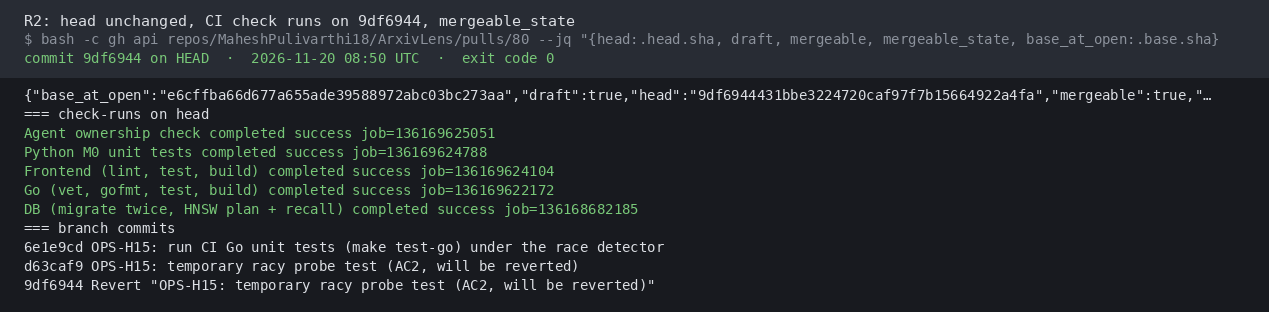 R2: head unchanged, CI check runs on 9df6944, mergeable_state
$ bash -c gh api repos/MaheshPulivarthi18/ArxivLens/pulls/80 --jq "{head:.head.sha, draft, mergeable, mergeable_state, base_at_open:.base.sha}
commit 9df6944 on HEAD · 2026-11-20 08:50 UTC · exit code 0
{"base_at_open":"e6cffba66d677a655ade39588972abc03bc273aa","draft":true,"head":"9df6944431bbe3224720caf97f7b15664922a4fa","mergeable":true,"…
=== check-runs on head
Agent ownership check completed success job=136169625051
Python M0 unit tests completed success job=136169624788
Frontend (lint, test, build) completed success job=136169624104
Go (vet, gofmt, test, build) completed success job=136169622172
DB (migrate twice, HNSW plan + recall) completed success job=136168682185
=== branch commits
6e1e9cd OPS-H15: run CI Go unit tests (make test-go) under the race detector
d63caf9 OPS-H15: temporary racy probe test (AC2, will be reverted)
9df6944 Revert "OPS-H15: temporary racy probe test (AC2, will be reverted)"